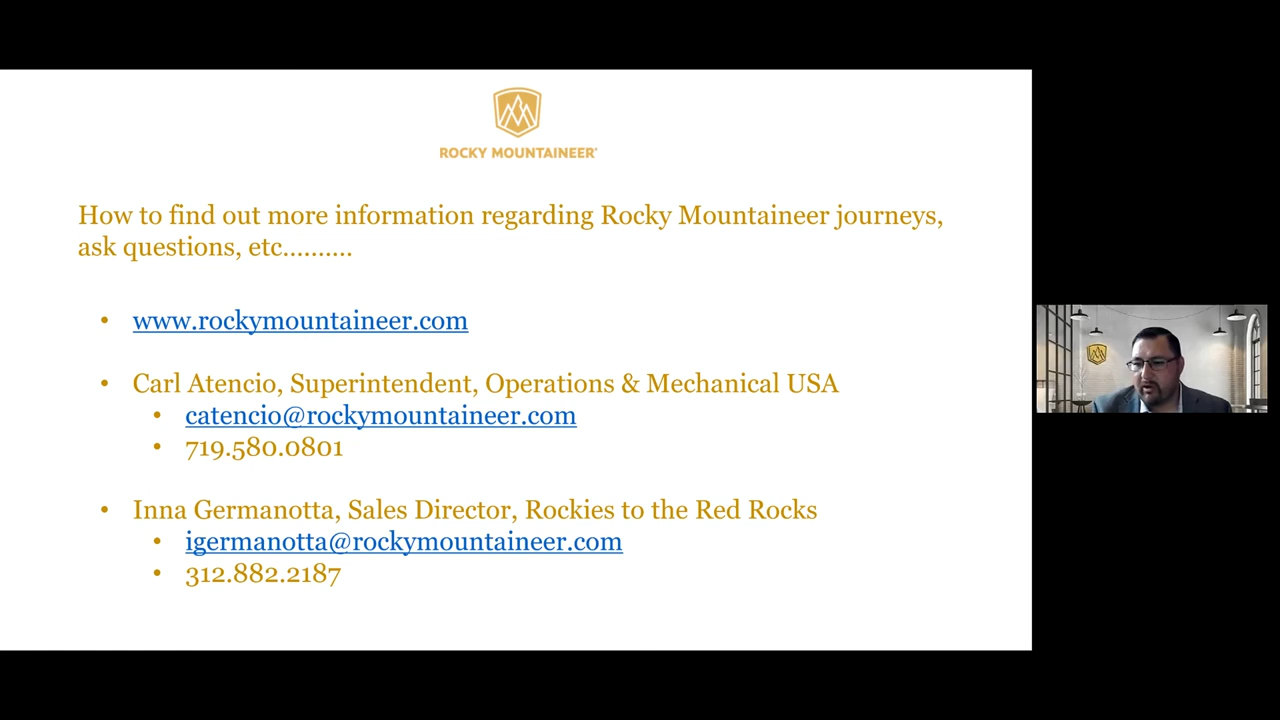 ROCKY MOUNTAINEER®
How to find out more information regarding Rocky Mountaineer journeys,
ask questions, etc..........
• www.rockymountaineer.com
• Carl Atencio, Superintendent, Operations & Mechanical USA
• catencio@rockymountaineer.com
• 719.580.0801
• Inna Germanotta, Sales Director, Rockies to the Red Rocks
• igermanotta@rockymountaineer.com
• 312.882.2187